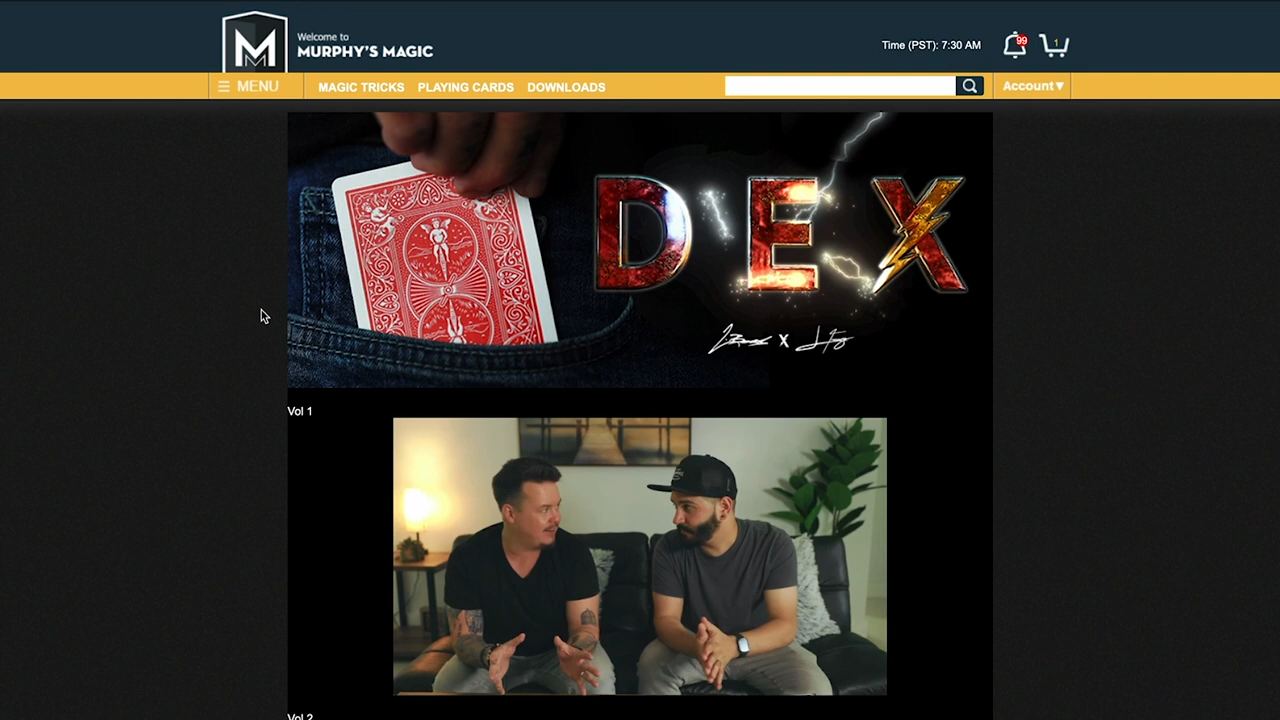 Welcome to
MURPHY'S MAGIC
Time (PST): 7:30 AM
99
1
MENU
MAGIC TRICKS
PLAYING CARDS
DOWNLOADS
Account
DEX
X
Vol 1
Vol 2